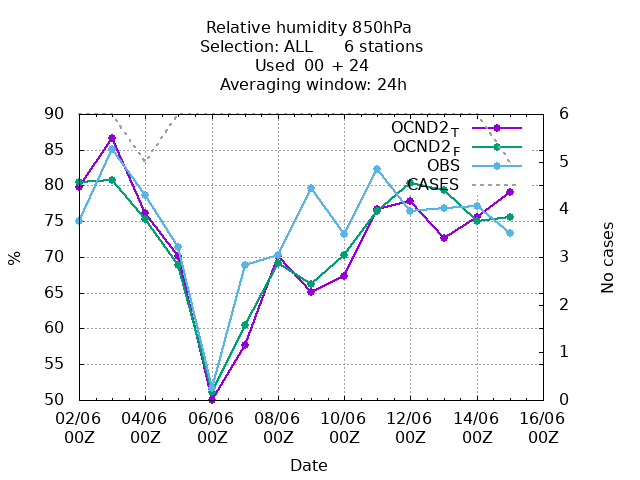 Relative humidity 850hPa
Selection: ALL      6 stations
Used  00  + 24
Averaging window: 24h
90
85
80
75
70
65
60
55
50
%
6
5
4
3
2
1
0
No cases
OCND2_T
OCND2_F
OBS
CASES
02/06 04/06 06/06 08/06 10/06 12/06 14/06 16/06
00Z 00Z 00Z 00Z 00Z 00Z 00Z 00Z
Date